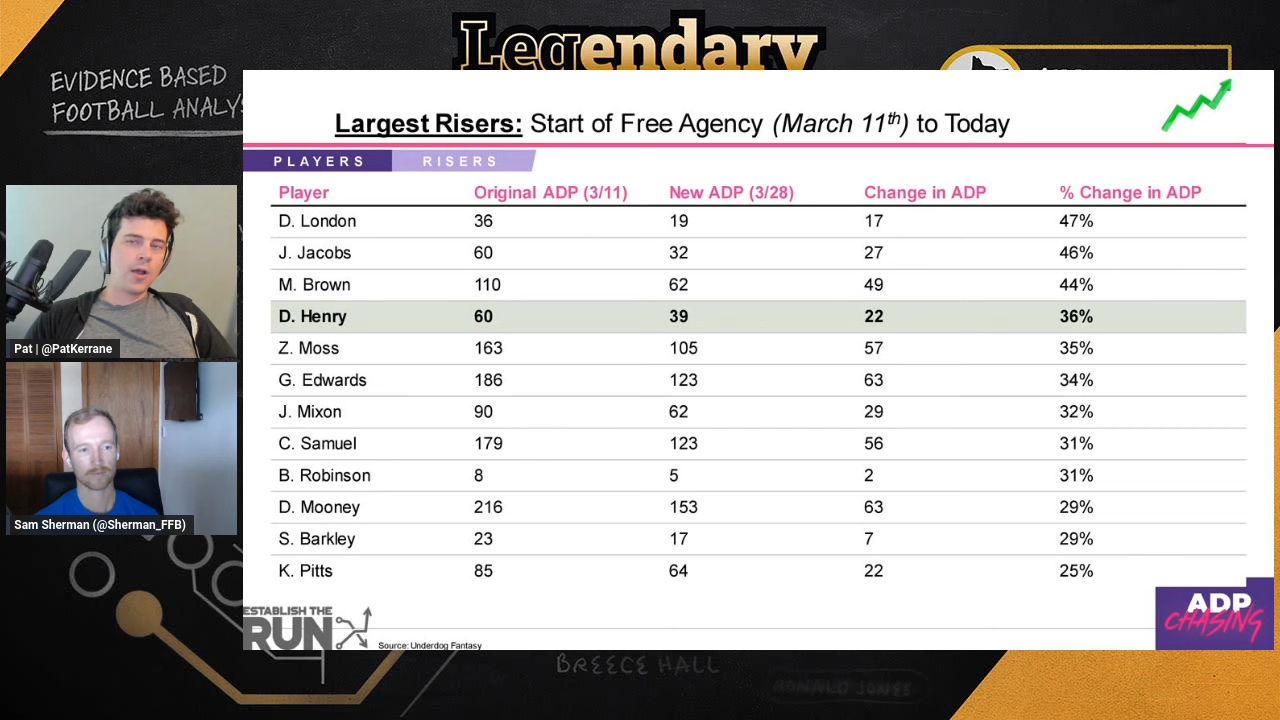 Legendary
EVIDENCE BASED
FOOTBALL ANALY
Largest Risers: Start of Free Agency (March 11th) to Today
PLAYERS RISERS
Player Original ADP (3/11) New ADP (3/28) Change in ADP % Change in ADP
D. London 36 19 17 47%
J. Jacobs 60 32 27 46%
M. Brown 110 62 49 44%
D. Henry 60 39 22 36%
Z. Moss 163 105 57 35%
G. Edwards 186 123 63 34%
J. Mixon 90 62 29 32%
C. Samuel 179 123 56 31%
B. Robinson 8 5 2 31%
D. Mooney 216 153 63 29%
S. Barkley 23 17 7 29%
K. Pitts 85 64 22 25%
Pat | @PatKerrane
Sam Sherman (@Sherman_FFB)
ESTABLISH THE
RUN
Source: Underdog Fantasy
ADP
CHASING
BREECE HALL
RONALD JONES